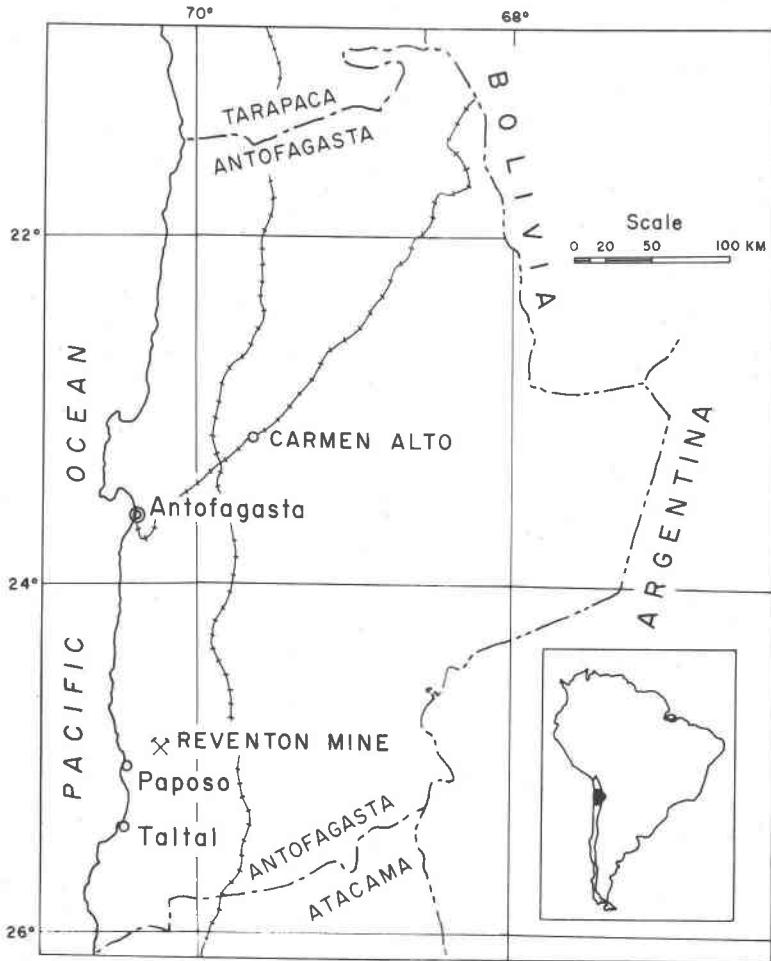 70°
68°
TARAPACA
ANTOFAGASTA
BOLIVIA
22°
Scale
0 20 50 100 KM
OCEAN
CARMEN ALTO
Antofagasta
ARGENTINA
24°
PACIFIC
REVENTON MINE
Paposo
Taltal
ANTOFAGASTA
ATACAMA
26°